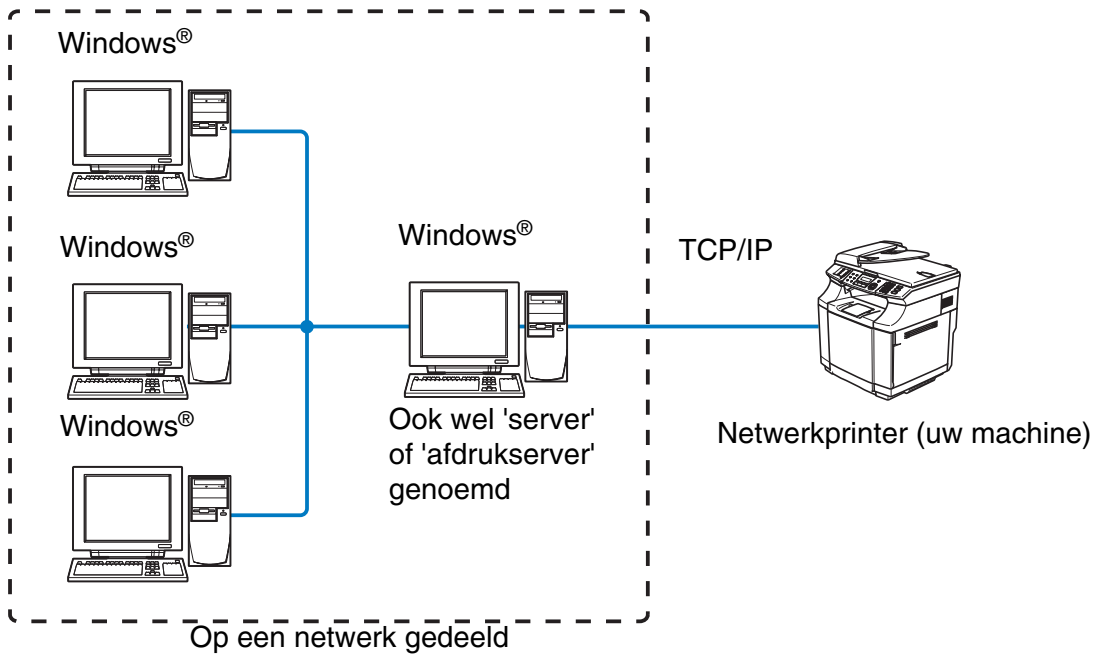 Windows®
Windows®
Windows®
Windows®
Ook wel 'server'
of 'afdrukserver'
genoemd
TCP/IP
Netwerkprinter (uw machine)
Op een netwerk gedeeld